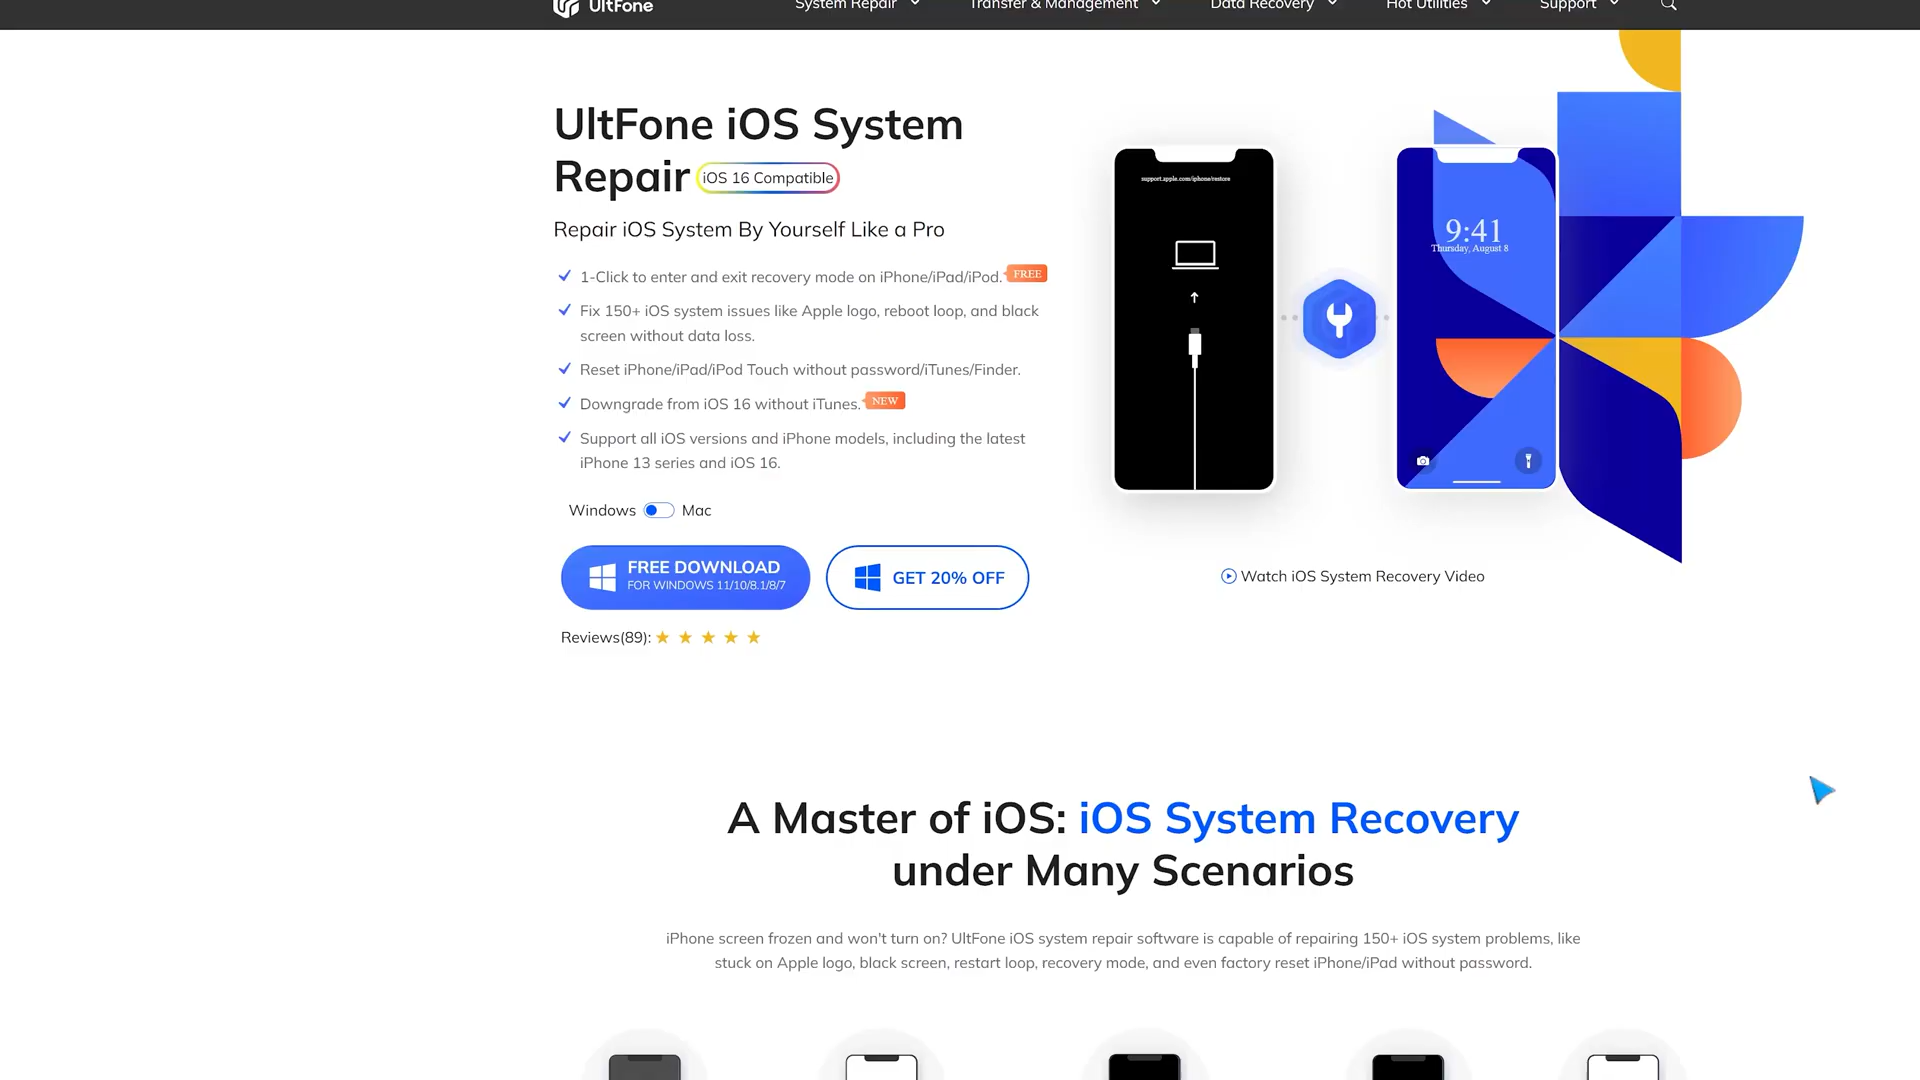 UltFone
System Repair
Transfer & Management
Data Recovery
Hot Utilities
Support
UltFone iOS System
Repair iOS 16 Compatible
Repair iOS System By Yourself Like a Pro
1-Click to enter and exit recovery mode on iPhone/iPad/iPod. FREE
Fix 150+ iOS system issues like Apple logo, reboot loop, and black
screen without data loss.
Reset iPhone/iPad/iPod Touch without password/iTunes/Finder.
Downgrade from iOS 16 without iTunes. NEW
Support all iOS versions and iPhone models, including the latest
iPhone 13 series and iOS 16.
Windows Mac
FREE DOWNLOAD
FOR WINDOWS 11/10/8.1/8/7
GET 20% OFF
Reviews(89):
support.apple.com/iphone/restore
9:41
Thursday, August 8
Watch iOS System Recovery Video
A Master of iOS: iOS System Recovery
under Many Scenarios
iPhone screen frozen and won't turn on? UltFone iOS system repair software is capable of repairing 150+ iOS system problems, like
stuck on Apple logo, black screen, restart loop, recovery mode, and even factory reset iPhone/iPad without password.